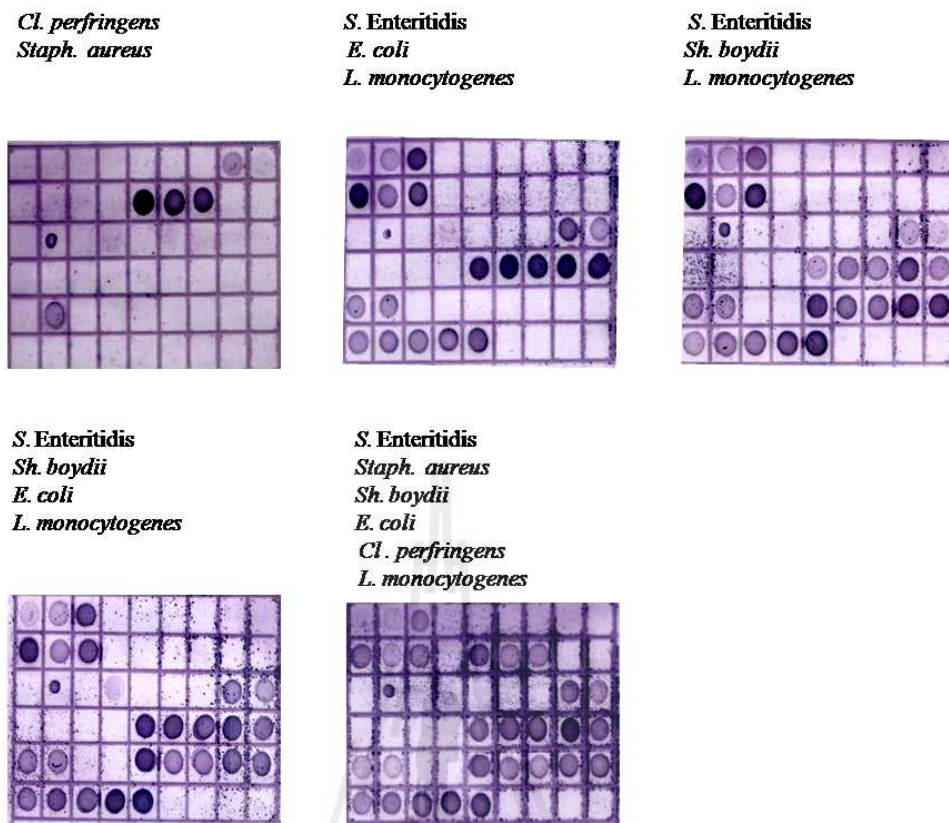 Cl. perfringens
Staph. aureus
S. Enteritidis
E. coli
L. monocytogenes
S. Enteritidis
Sh. boydii
L. monocytogenes
S. Enteritidis
Sh. boydii
E. coli
L. monocytogenes
S. Enteritidis
Staph. aureus
Sh. boydii
E. coli
Cl . perfringens
L. monocytogenes